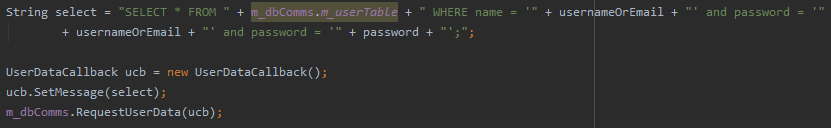 String select = "SELECT * FROM " + m_dbComms.m_userTable + " WHERE name = '" + usernameOrEmail + "' and password = '"
+ usernameOrEmail + "' and password = '" + password + "';";
UserDataCallback ucb = new UserDataCallback();
ucb.SetMessage(select);
m_dbComms.RequestUserData(ucb);